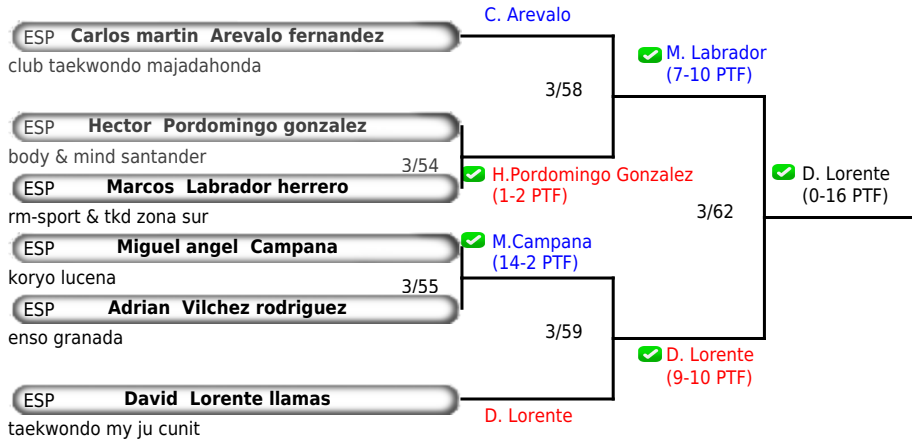 C. Arevalo
ESP Carlos martin Arevalo fernandez
club taekwondo majadahonda
M. Labrador
(7-10 PTF)
3/58
ESP Hector Pordomingo gonzalez
body & mind santander
3/54
H.Pordomingo Gonzalez
(1-2 PTF)
ESP Marcos Labrador herrero
rm-sport & tkd zona sur
D. Lorente
(0-16 PTF)
3/62
ESP Miguel angel Campana
koryo lucena
M.Campana
(14-2 PTF)
3/55
ESP Adrian Vilchez rodriguez
enso granada
3/59
D. Lorente
(9-10 PTF)
ESP David Lorente llamas
taekwondo my ju cunit
D. Lorente